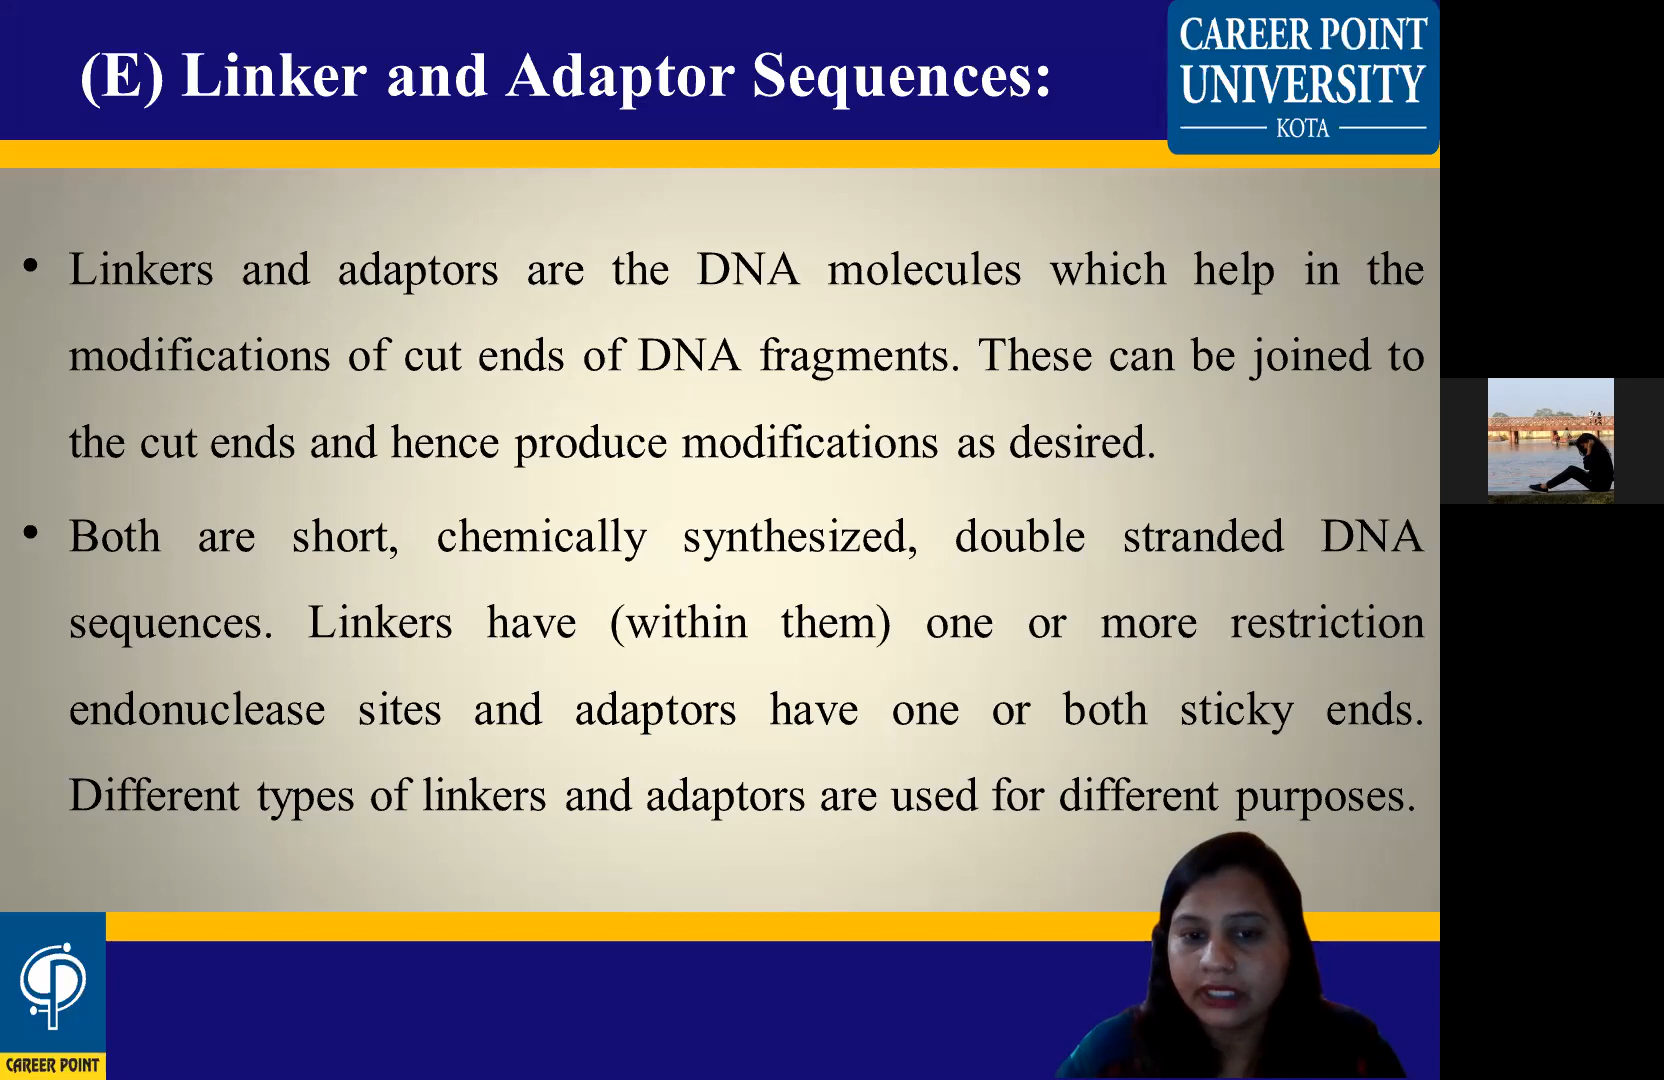 (E) Linker and Adaptor Sequences:
CAREER POINT
UNIVERSITY
KOTA
• Linkers and adaptors are the DNA molecules which help in the
modifications of cut ends of DNA fragments. These can be joined to
the cut ends and hence produce modifications as desired.
• Both are short, chemically synthesized, double stranded DNA
sequences. Linkers have (within them) one or more restriction
endonuclease sites and adaptors have one or both sticky ends.
Different types of linkers and adaptors are used for different purposes.
CAREER POINT